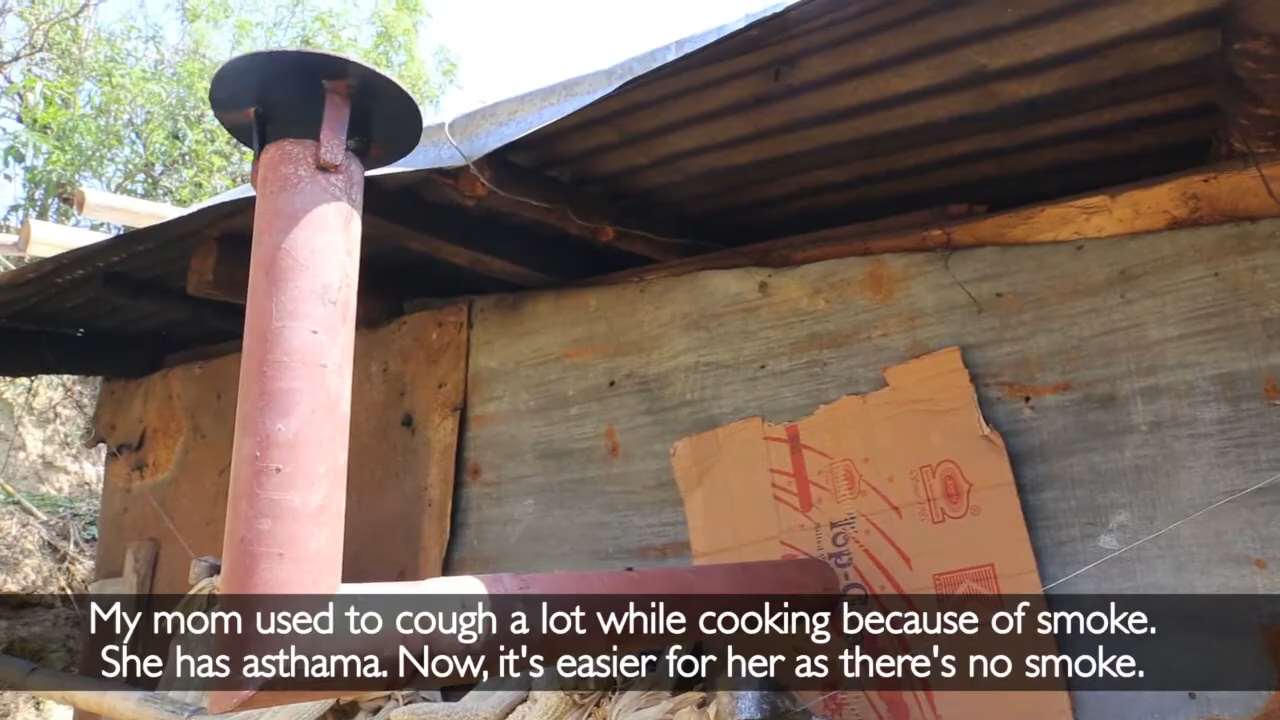 My mom used to cough a lot while cooking because of smoke.
She has asthama. Now, it's easier for her as there's no smoke.